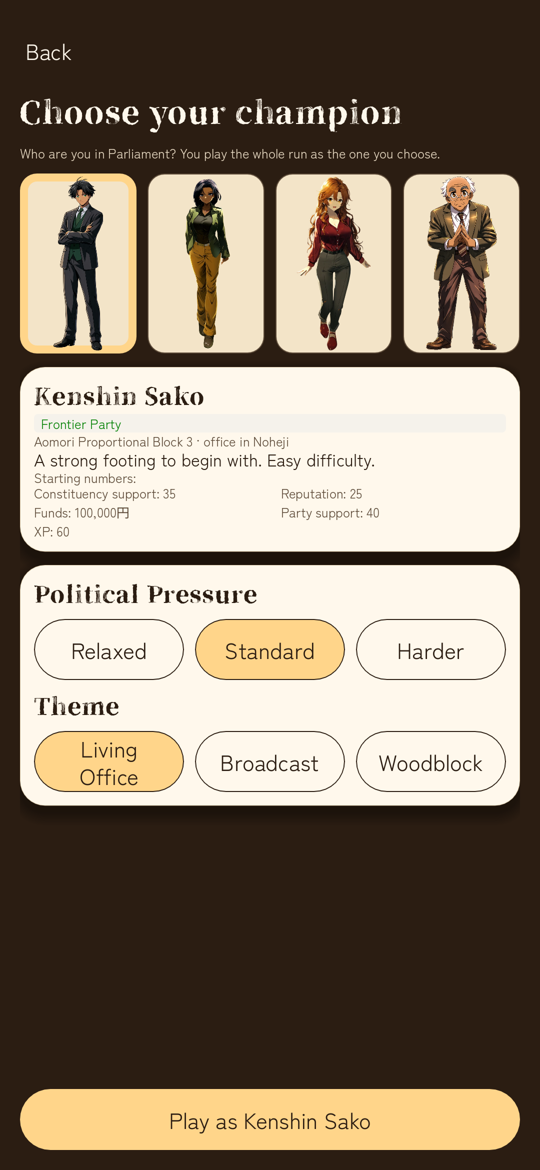 Back
Choose your champion
Who are you in Parliament? You play the whole run as the one you choose.
Kenshin Sako
Frontier Party
Aomori Proportional Block 3 · office in Noheji
A strong footing to begin with. Easy difficulty.
Starting numbers:
Constituency support: 35
Reputation: 25
Funds: 100,000円
Party support: 40
XP: 60
Political Pressure
Relaxed
Standard
Harder
Theme
Living
Office
Broadcast
Woodblock
Play as Kenshin Sako